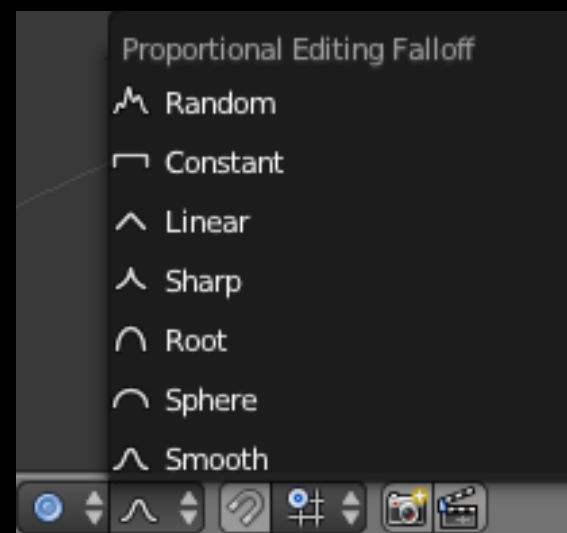 Proportional Editing Falloff
Random
Constant
Linear
Sharp
Root
Sphere
Smooth